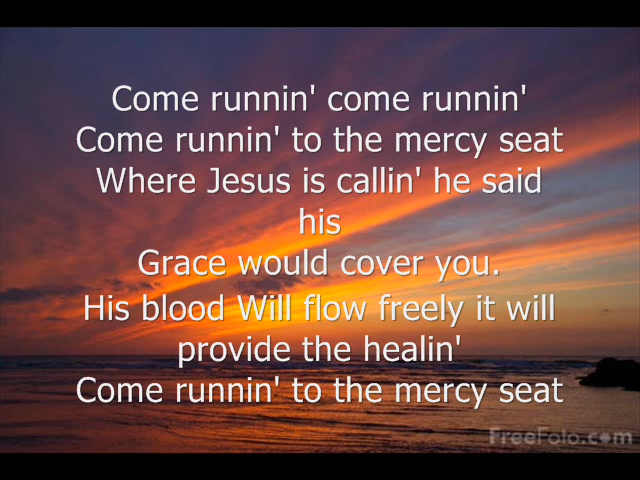 Come runnin' come runnin'
Come runnin' to the mercy seat
Where Jesus is callin' he said
his
Grace would cover you.
His blood Will flow freely it will
provide the healin'
Come runnin' to the mercy seat
FreeFoto.com